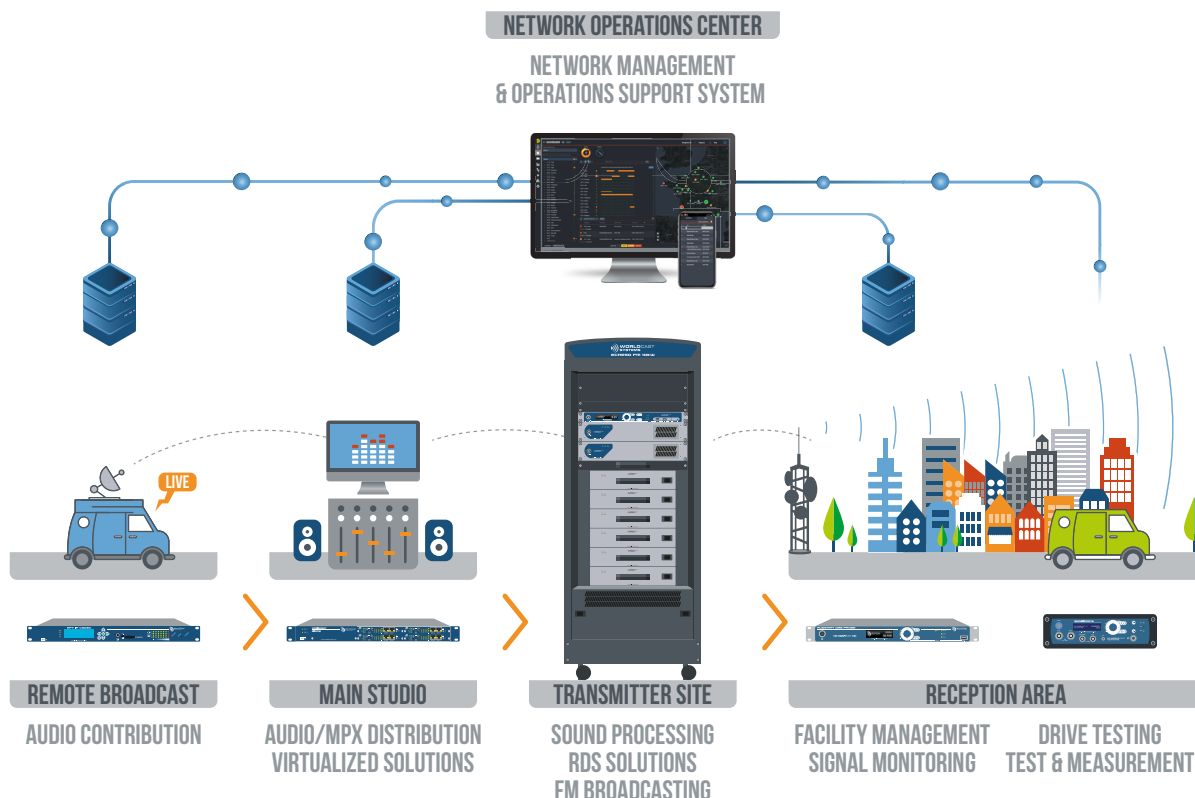 NETWORK OPERATIONS CENTER
NETWORK MANAGEMENT
& OPERATIONS SUPPORT SYSTEM
WORLDCAST
SYSTEMS
LIVE
REMOTE BROADCAST
AUDIO CONTRIBUTION
MAIN STUDIO
AUDIO/MPX DISTRIBUTION
VIRTUALIZED SOLUTIONS
TRANSMITTER SITE
SOUND PROCESSING
RDS SOLUTIONS
FM BROADCASTING
RECEPTION AREA
FACILITY MANAGEMENT
SIGNAL MONITORING
DRIVE TESTING
TEST & MEASUREMENT